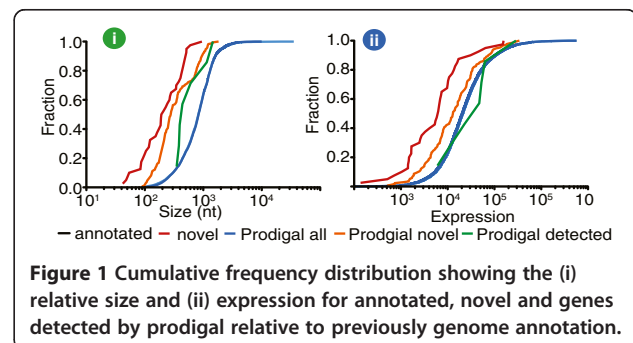 i
ii
1.0
0.8
0.6
0.4
0.2
0.0
Fraction
10¹ 10² 10³ 10⁴
Size (nt)
1.0
0.8
0.6
0.4
0.2
Fraction
10³ 10⁴ 10⁵ 10⁵ 10
Expression
annotated novel Prodigal all Prodgial novel Prodigal detected
Figure 1 Cumulative frequency distribution showing the (i)
relative size and (ii) expression for annotated, novel and genes
detected by prodigal relative to previously genome annotation.